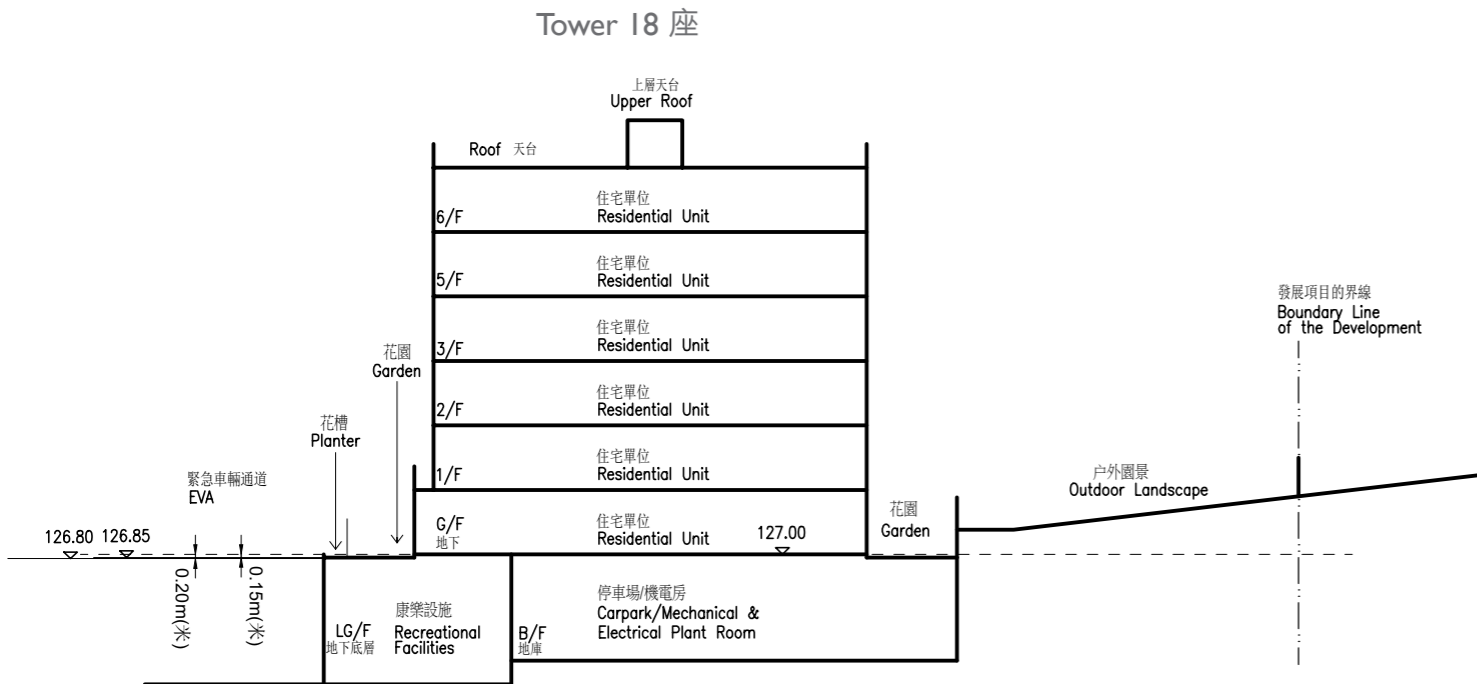 Tower 18 座
上層天台
Upper Roof
Roof 天台
住宅單位
6/F Residential Unit
住宅單位
5/F Residential Unit
發展項目的界線
Boundary Line
of the Development
住宅單位
3/F Residential Unit
花園
Garden
住宅單位
2/F Residential Unit
花槽
Planter
住宅單位
1/F Residential Unit
緊急車輛通道
EVA
户外園景
Outdoor Landscape
花園
Garden
G/F
地下
住宅單位
Residential Unit
127.00
126.80 126.85
0.20m(米)
0.15m(米)
停車場/機電房
Carpark/Mechanical &
Electrical Plant Room
康樂設施
Recreational
Facilities
LG/F
地下底層
B/F
地庫